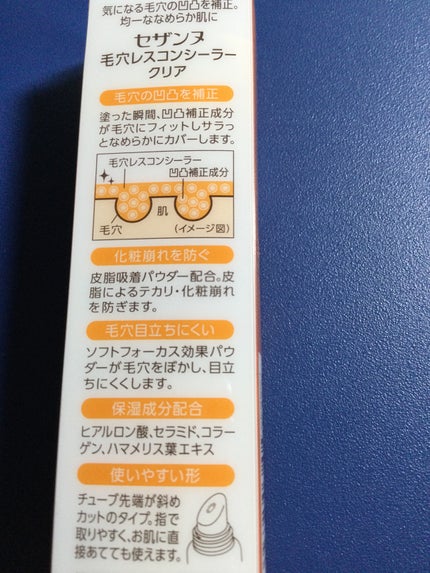 気になる毛穴の凹凸を補正。
均一ななめらか肌に
セザンヌ
毛穴レスコンシーラー
クリア
毛穴の凹凸を補正
塗った瞬間、凹凸補正成分
が毛穴にフィットしサラっ
となめらかにカバーします。
毛穴レスコンシーラー
凹凸補正成分
肌
毛穴
(イメージ図)
化粧崩れを防ぐ
皮脂吸着パウダー配合。皮
脂によるテカリ・化粧崩れ
を防ぎます。
毛穴目立ちにくい
ソフトフォーカス効果パウ
ダーが毛穴をぼかし、目立
ちにくくします。
保湿成分配合
ヒアルロン酸、セラミド、コラー
ゲン、ハマメリス葉エキス
使いやすい形
チューブ先端が斜め
カットのタイプ。指で
取りやすく、お肌に直
接あてても使えます。